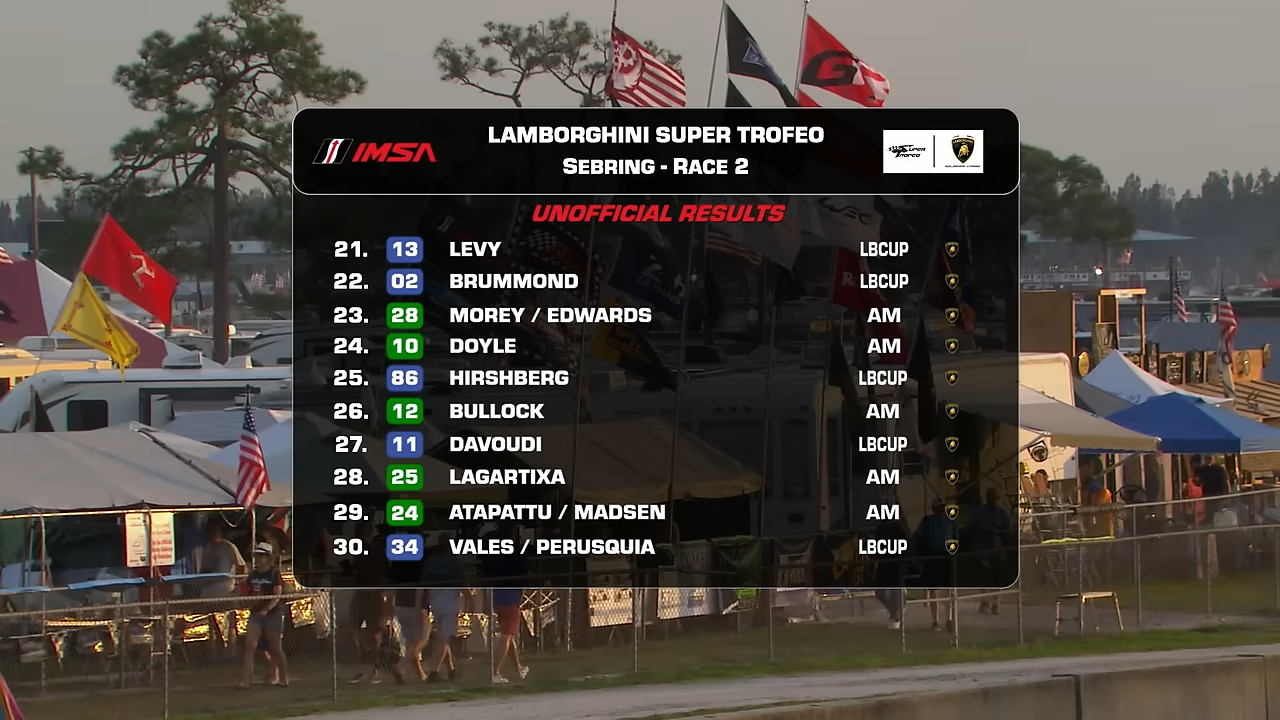 IMSA
LAMBORGHINI SUPER TROFEO
SEBRING - RACE 2
SUPER TROFEO
UNOFFICIAL RESULTS
21. 13 LEVY LBCUP
22. 02 BRUMMOND LBCUP
23. 28 MOREY / EDWARDS AM
24. 10 DOYLE AM
25. 86 HIRSHBERG LBCUP
26. 12 BULLOCK AM
27. 11 DAVOUDI LBCUP
28. 25 LAGARTIXA AM
29. 24 ATAPATTU / MADSEN AM
30. 34 VALES / PERUSQUIA LBCUP